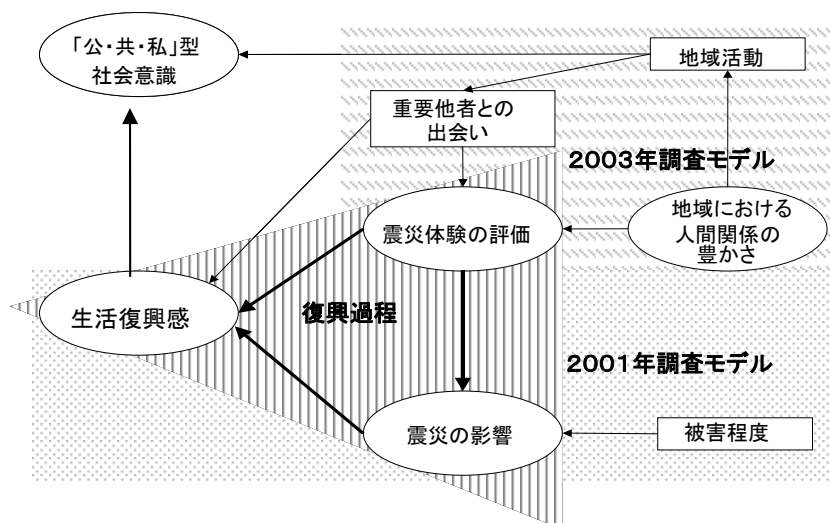 「公・共・私」型
社会意識
地域活動
重要他者との
出会い
2003年調査モデル
震災体験の評価
地域における
人間関係の
豊かさ
生活復興感
復興過程
2001年調査モデル
震災の影響
被害程度